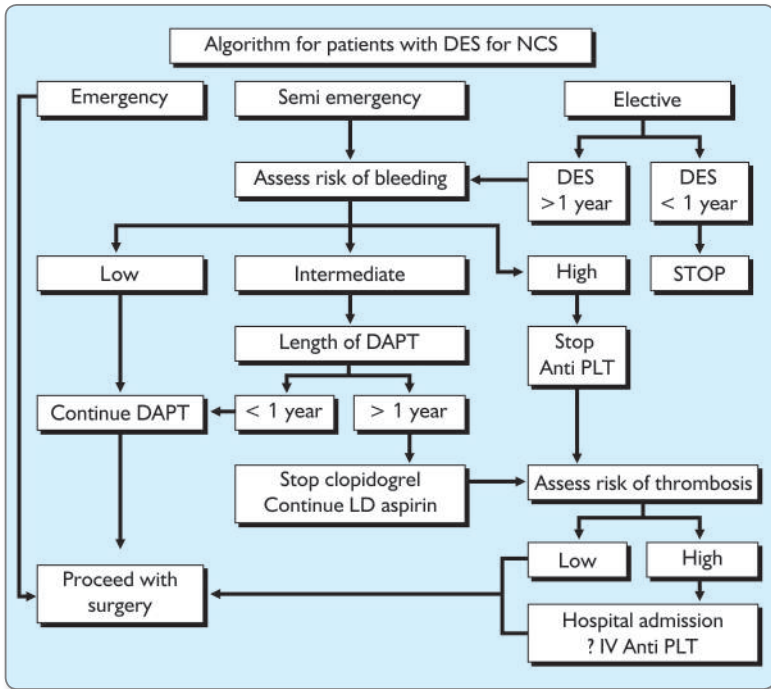 Algorithm for patients with DES for NCS
Emergency
Semi emergency
Elective
Assess risk of bleeding
DES
>1 year
DES
< 1 year
Low
Intermediate
High
STOP
Length of DAPT
Stop
Anti PLT
Continue DAPT
< 1 year
> 1 year
Stop clopidogrel
Continue LD aspirin
Assess risk of thrombosis
Low
High
Proceed with
surgery
Hospital admission
? IV Anti PLT